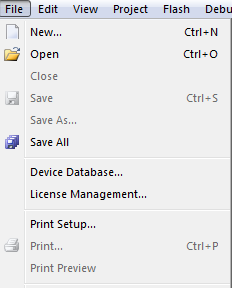 File Edit View Project Flash Debu
New... Ctrl+N
Open Ctrl+O
Close
Save Ctrl+S
Save As...
Save All
Device Database...
License Management...
Print Setup...
Print... Ctrl+P
Print Preview